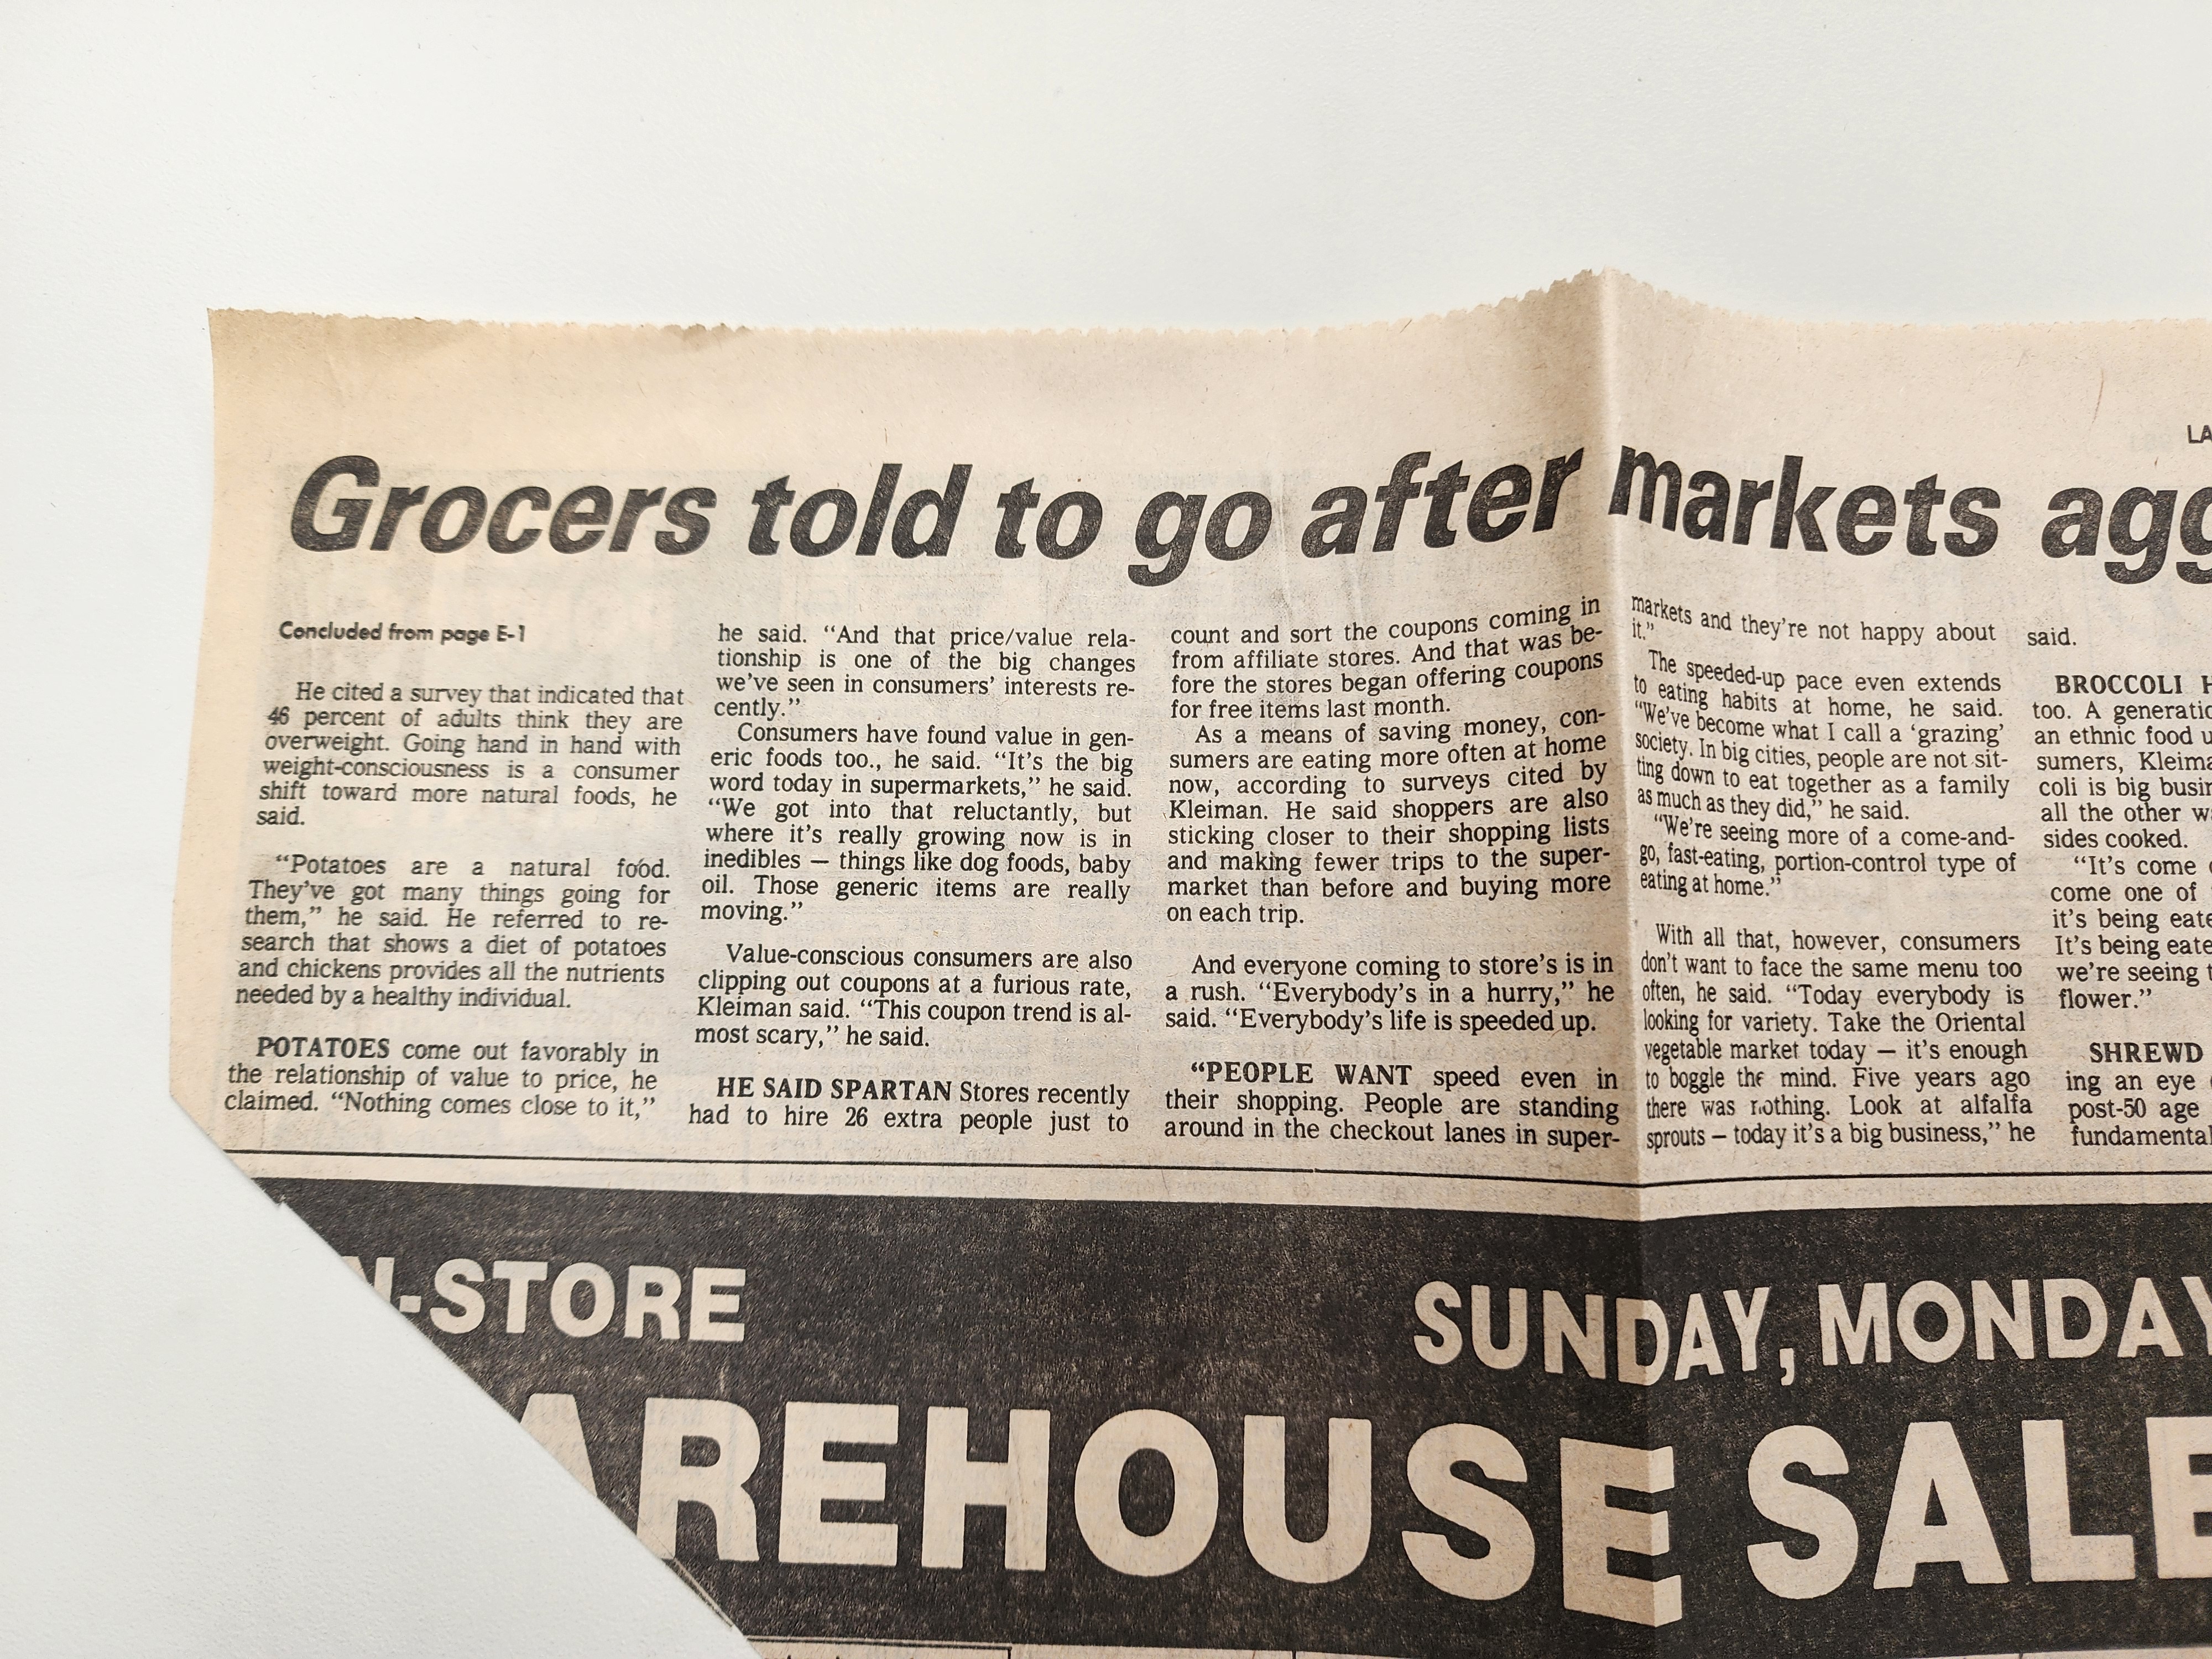 LA
Grocers told to go after markets agg
Concluded from page E-1
He cited a survey that indicated that
46 percent of adults think they are
overweight. Going hand in hand with
weight-consciousness is a consumer
shift toward more natural foods, he
said.
“Potatoes are a natural food.
They’ve got many things going for
them,” he said. He referred to re-
search that shows a diet of potatoes
and chickens provides all the nutrients
needed by a healthy individual.
POTATOES come out favorably in
the relationship of value to price, he
claimed. “Nothing comes close to it,”
he said. “And that price/value rela-
tionship is one of the big changes
we’ve seen in consumers’ interests re-
cently.”
Consumers have found value in gen-
eric foods too., he said. “It’s the big
word today in supermarkets,” he said.
“We got into that reluctantly, but
where it’s really growing now is in
inedibles — things like dog foods, baby
oil. Those generic items are really
moving.”
Value-conscious consumers are also
clipping out coupons at a furious rate,
Kleiman said. “This coupon trend is al-
most scary,” he said.
HE SAID SPARTAN Stores recently
had to hire 26 extra people just to
count and sort the coupons coming in
from affiliate stores. And that was be-
fore the stores began offering coupons
for free items last month.
As a means of saving money, con-
sumers are eating more often at home
now, according to surveys cited by
Kleiman. He said shoppers are also
sticking closer to their shopping lists
and making fewer trips to the super-
market than before and buying more
on each trip.
And everyone coming to store’s is in
a rush. “Everybody’s in a hurry,” he
said. “Everybody’s life is speeded up.
“PEOPLE WANT speed even in
their shopping. People are standing
around in the checkout lanes in super-
markets and they’re not happy about
it.”
The speeded-up pace even extends
to eating habits at home, he said.
“We’ve become what I call a ‘grazing’
society. In big cities, people are not sit-
ting down to eat together as a family
as much as they did,” he said.
“We’re seeing more of a come-and-
go, fast-eating, portion-control type of
eating at home.”
With all that, however, consumers
don’t want to face the same menu too
often, he said. “Today everybody is
looking for variety. Take the Oriental
vegetable market today — it’s enough
to boggle the mind. Five years ago
there was nothing. Look at alfalfa
sprouts — today it’s a big business,” he
said.
BROCCOLI H
too. A generatio
an ethnic food u
sumers, Kleima
coli is big busin
all the other w
sides cooked.
“It’s come
come one of
it’s being eate
It’s being eate
we’re seeing t
flower.”
SHREWD
ing an eye
post-50 age
fundamental
N-STORE
SUNDAY, MONDAY
AREHOUSE SALE